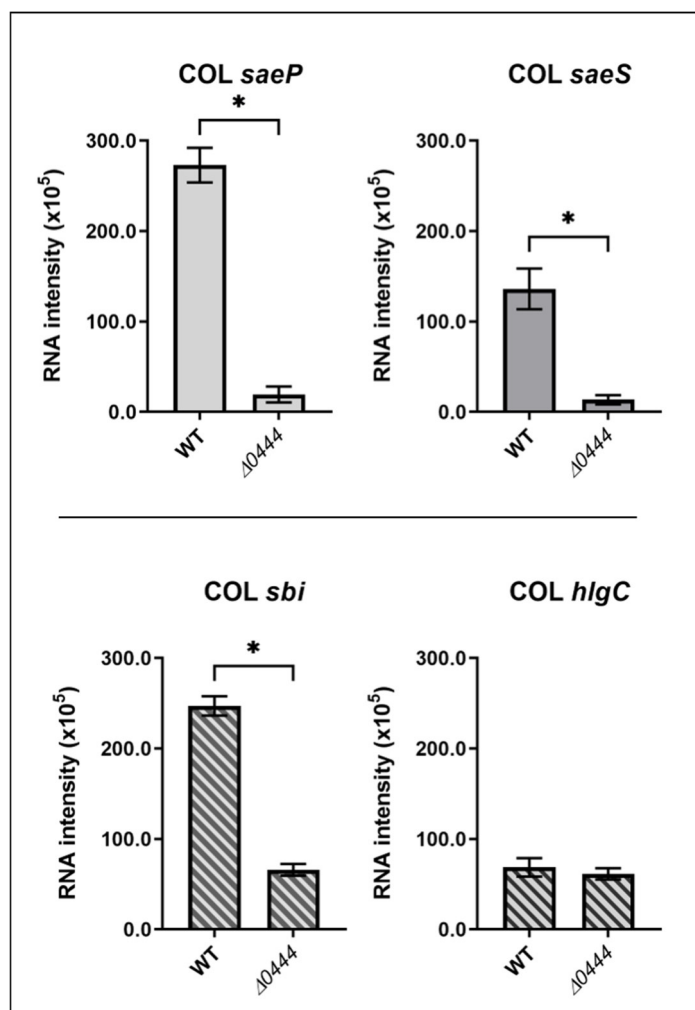 COL saeP
*
300.0
200.0
100.0
0.0
RNA intensity (x10⁵)
WT
Δ0444
COL saeS
*
300.0
200.0
100.0
0.0
RNA intensity (x10⁵)
WT
Δ0444
COL sbi
*
300.0
200.0
100.0
0.0
RNA intensity (x10⁵)
WT
Δ0444
COL hlgC
300.0
200.0
100.0
0.0
RNA intensity (x10⁵)
WT
Δ0444